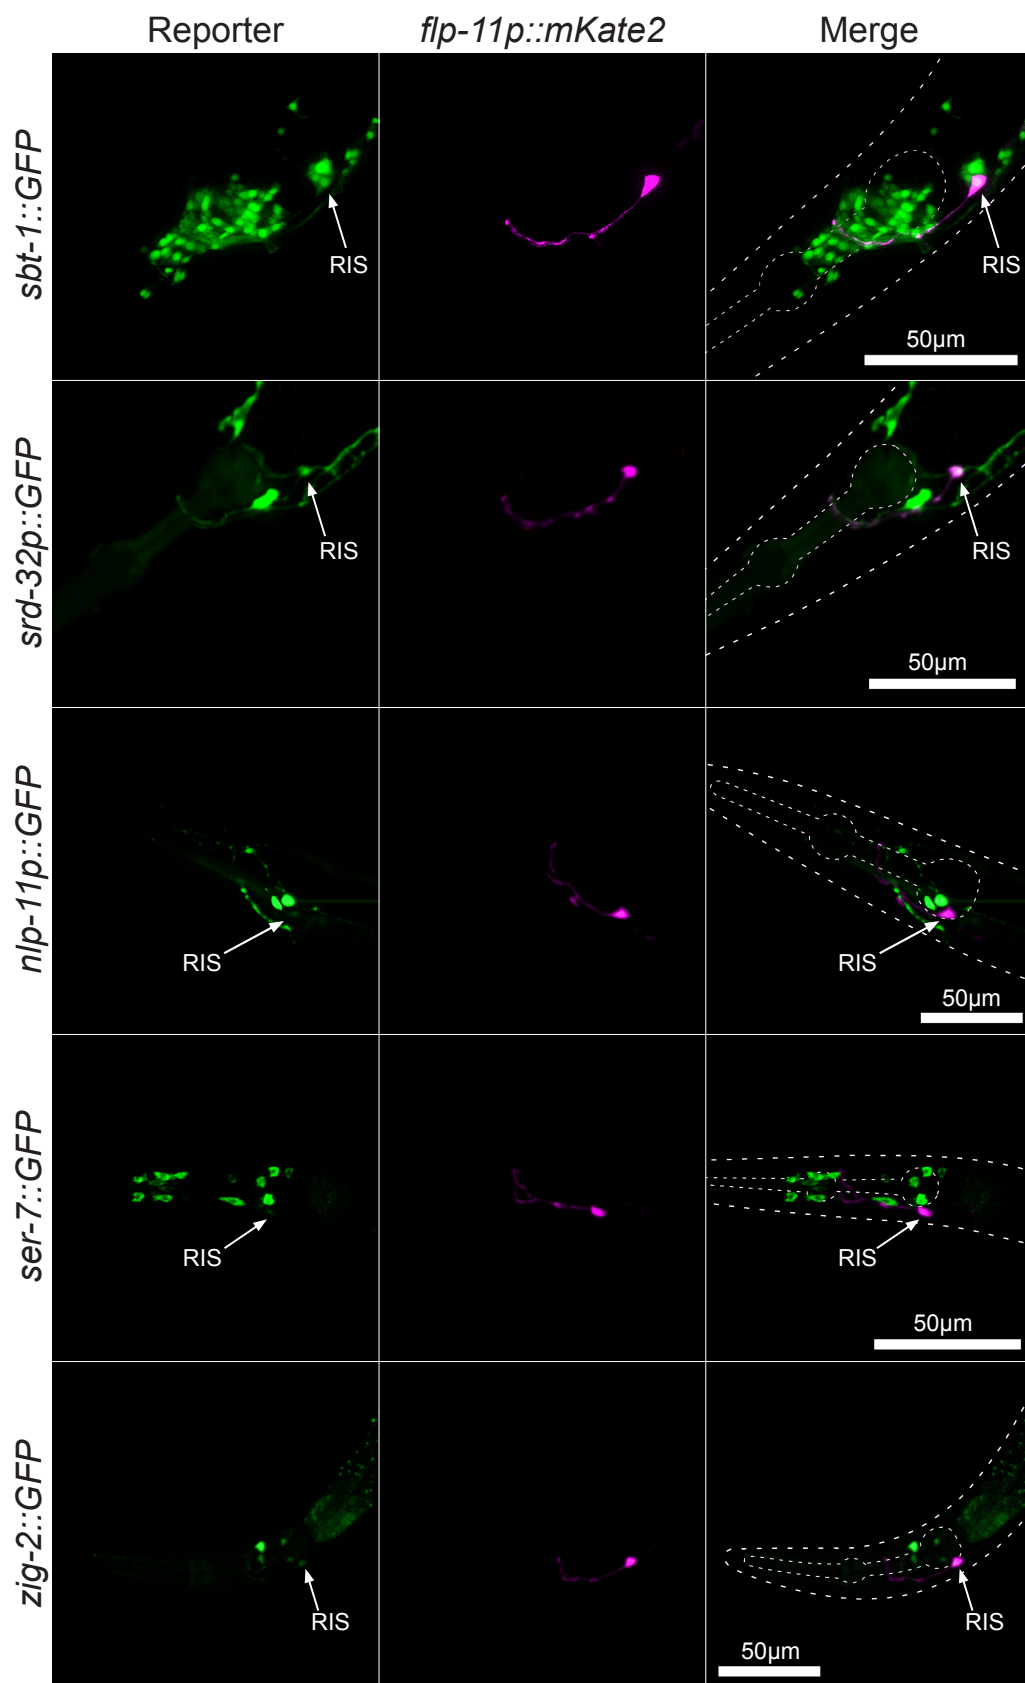 Reporter flp-11p::mKate2 Merge
sbt-1::GFP
RIS
RIS
50µm
srd-32p::GFP
RIS
RIS
50µm
nlp-11p::GFP
RIS
RIS
50µm
ser-7::GFP
RIS
RIS
50µm
zig-2::GFP
RIS
RIS
50µm